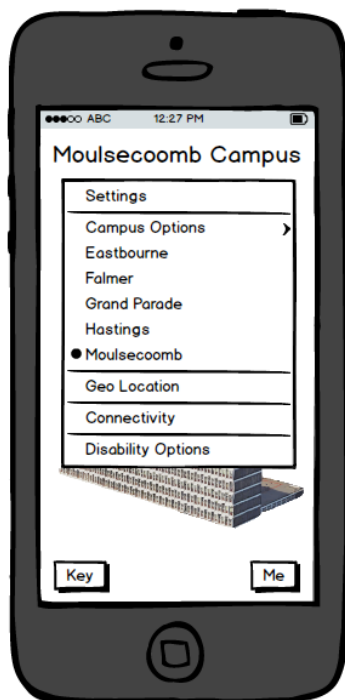 ABC 12:27 PM
Moulsecoomb Campus
Settings
Campus Options
Eastbourne
Falmer
Grand Parade
Hastings
Moulsecoomb
Geo Location
Connectivity
Disability Options
Key Me